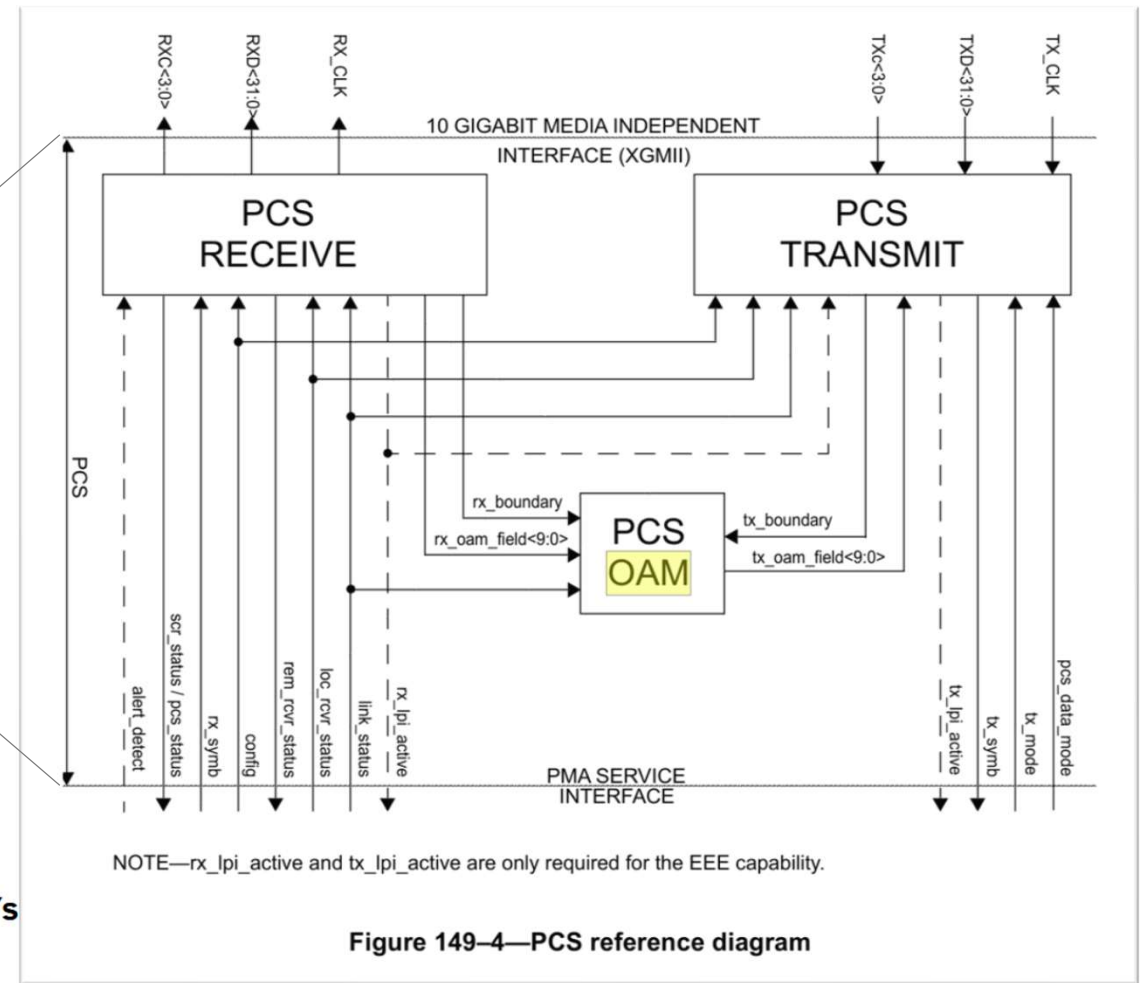 RXC<3:0>
RXD<31:0>
RX_CLK
TXc<3:0>
TXD<31:0>
TX_CLK
10 GIGABIT MEDIA INDEPENDENT
INTERFACE (XGMII)
PCS
RECEIVE
PCS
TRANSMIT
PCS
rx_boundary
rx_oam_field<9:0>
PCS
OAM
tx_boundary
tx_oam_field<9:0>
alert_detect
scr_status / pcs_status
rx_symb
config
rem_rcvr_status
loc_rcvr_status
link_status
rx_lpi_active
tx_lpi_active
tx_symb
tx_mode
pcs_data_mode
PMA SERVICE
INTERFACE
NOTE—rx_lpi_active and tx_lpi_active are only required for the EEE capability.
Figure 149–4—PCS reference diagram